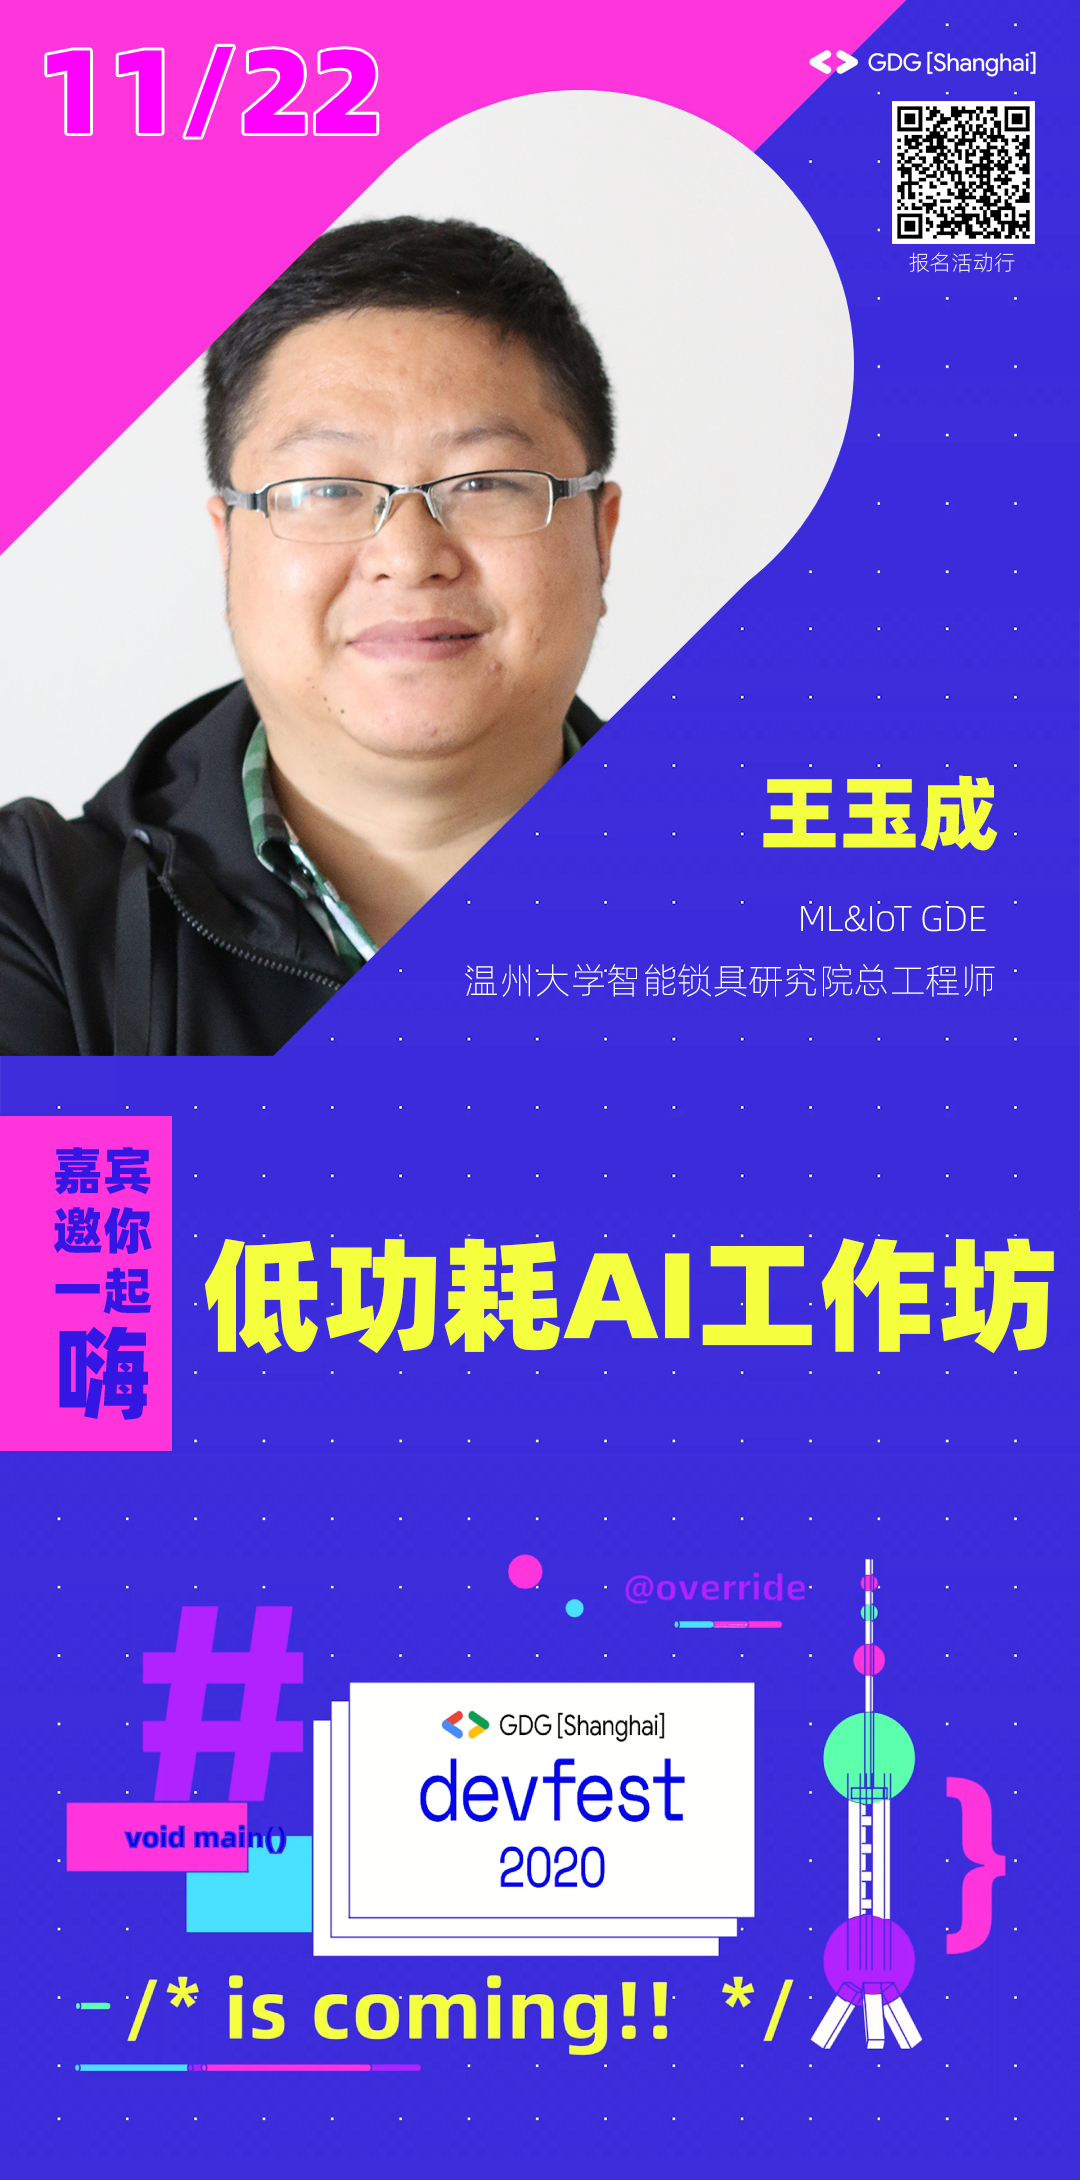 11/22
GDG [Shanghai]
报名活动行
王玉成
ML&IoT GDE
温州大学智能锁具研究院总工程师
嘉宾
邀你
一起
嗨
低功耗AI工作坊
@override
#
GDG [Shanghai]
devfest
2020
void main()
}
/* is coming!! */